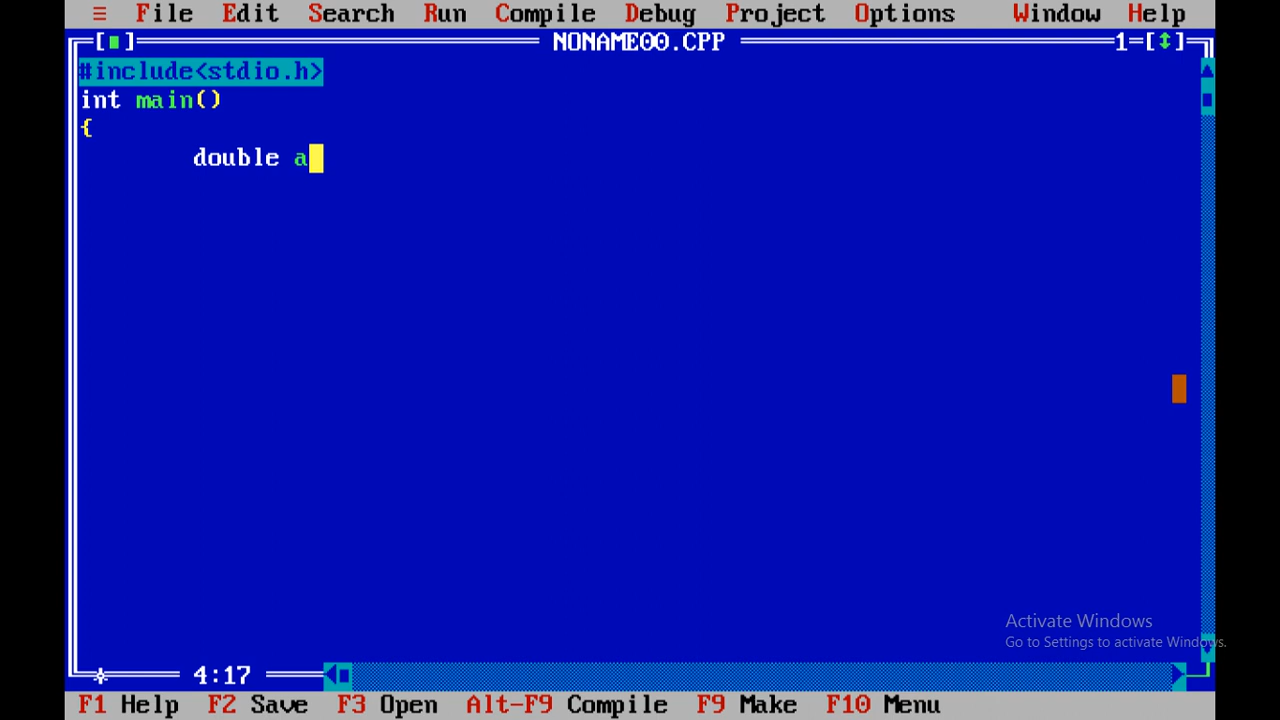 ≡ File Edit Search Run Compile Debug Project Options Window Help
[■] NONAME00.CPP 1=[↕]
#include<stdio.h>
int main()
{
double a
Activate Windows
Go to Settings to activate Windows.
* 4:17
F1 Help F2 Save F3 Open Alt-F9 Compile F9 Make F10 Menu